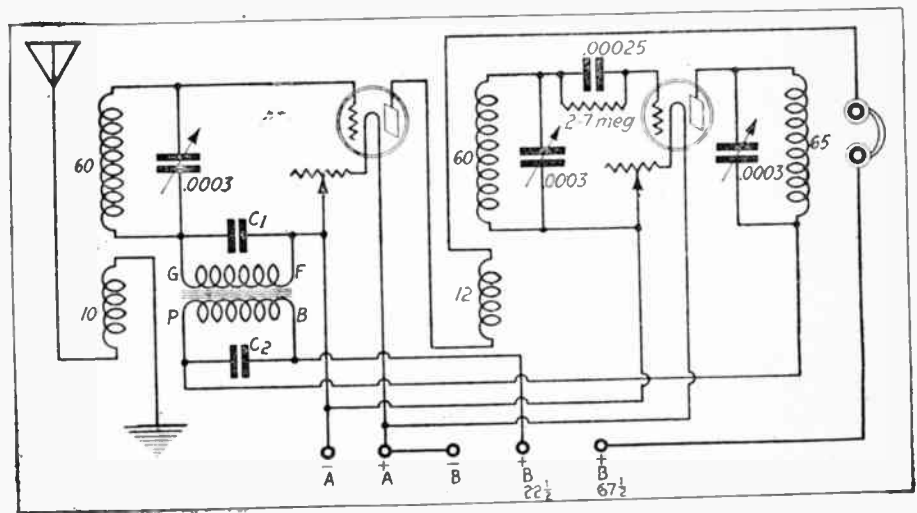 .00025
2-7 meg
60
.0003
60
.0003
.0003
65
C1
G
F
10
P
B
12
C2
− A
+ A
− B
+ B 22½
+ B 67½